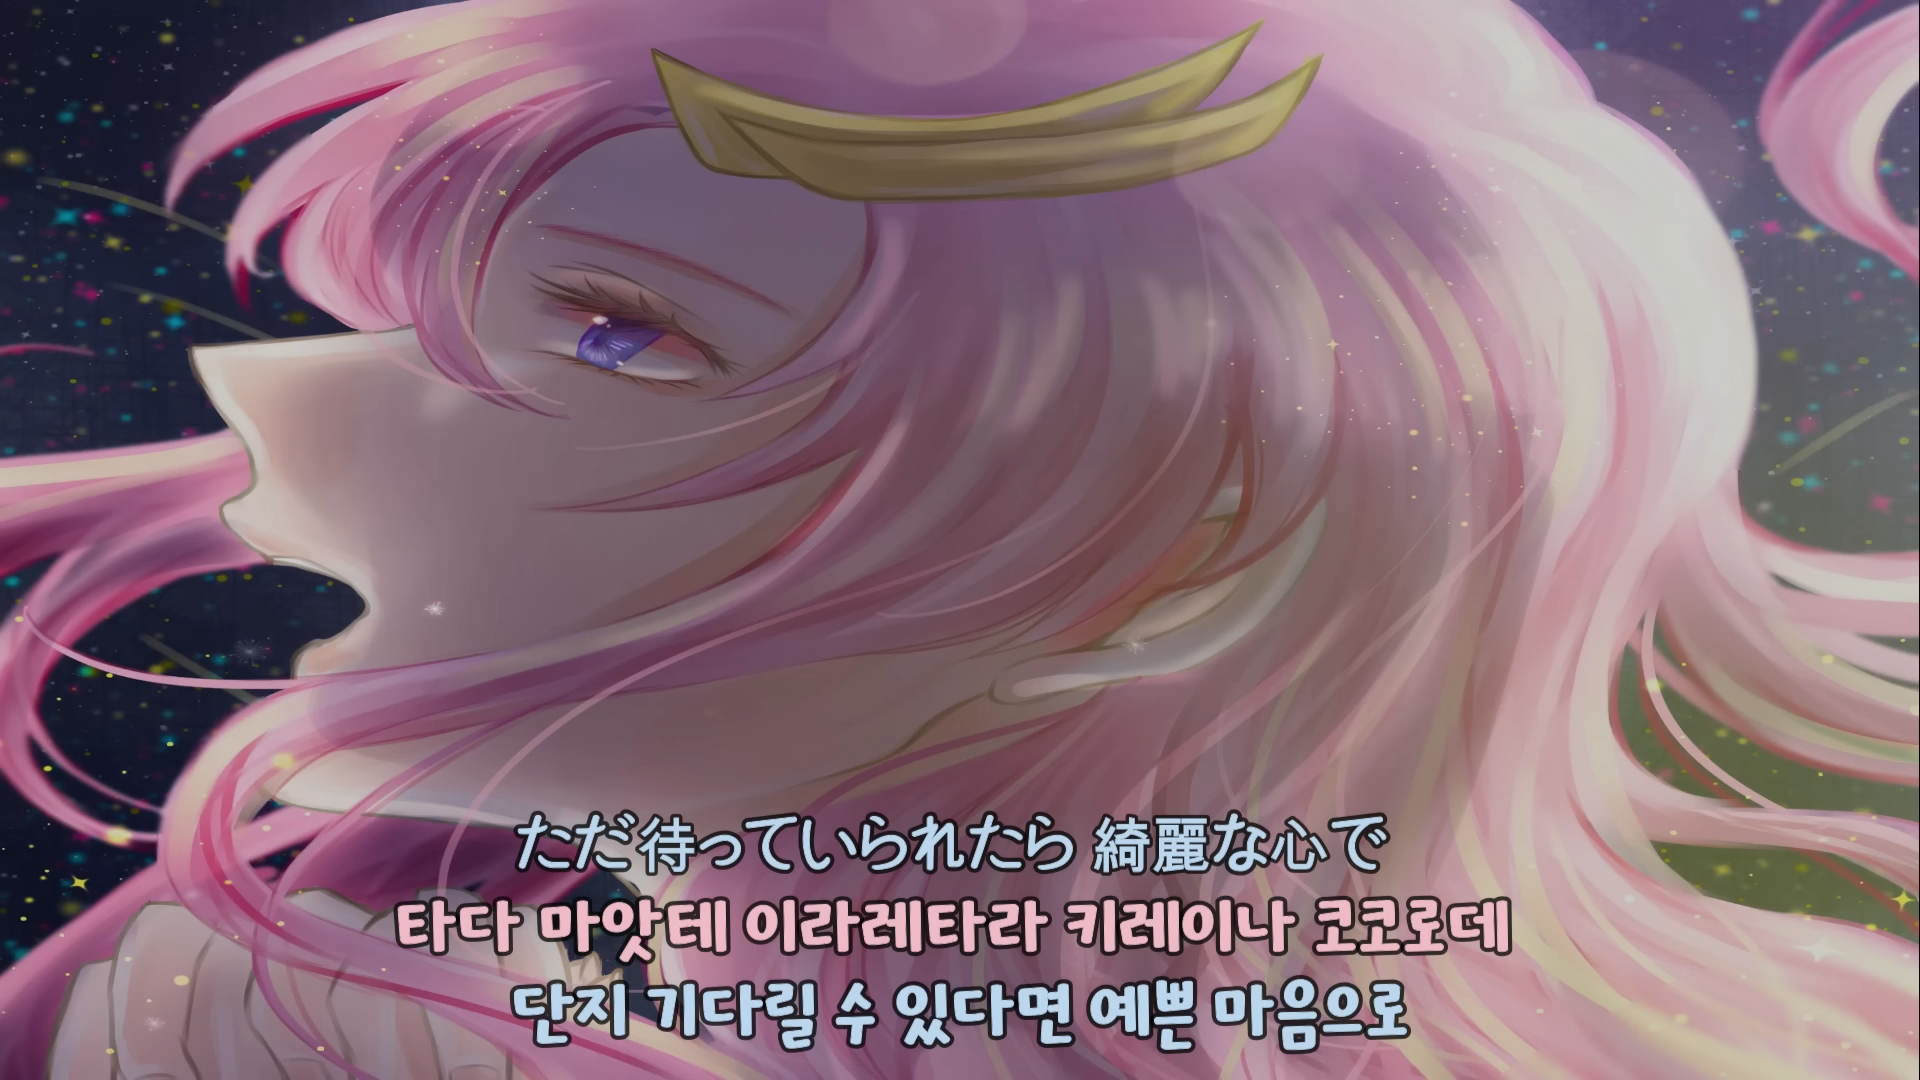 ただ待っていられたら 綺麗な心で
타다 마앗테 이라레타라 키레이나 코코로데
단지 기다릴 수 있다면 예쁜 마음으로